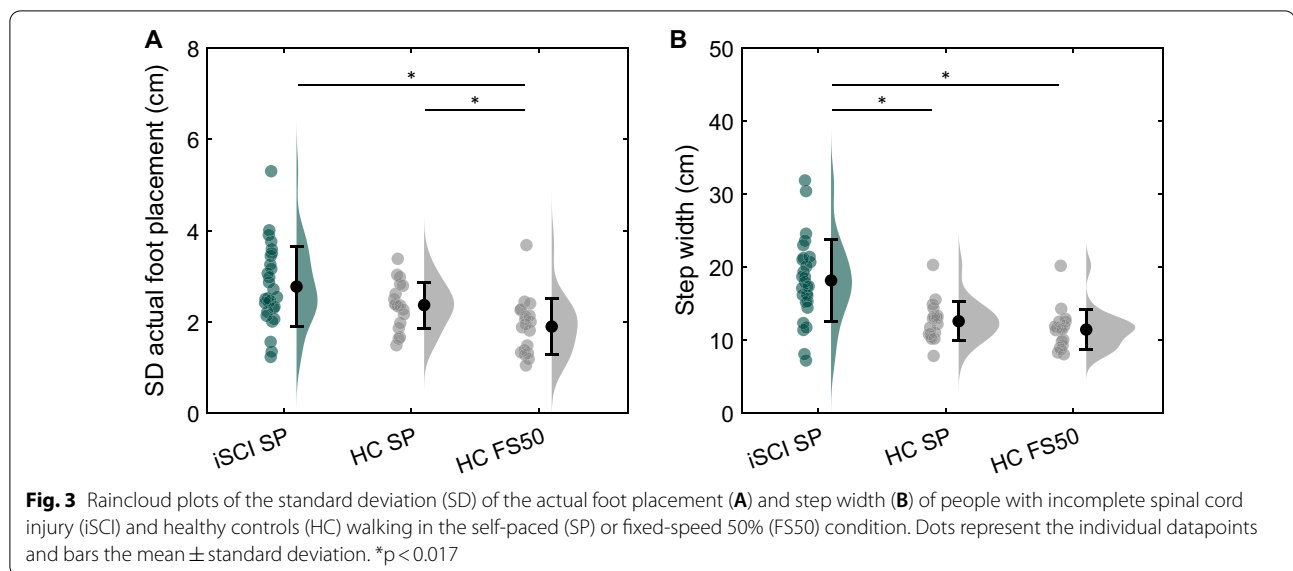 A
B
SD actual foot placement (cm)
8
6
4
2
0
*
*
iSCI SP
HC SP
HC FS50
Step width (cm)
50
40
30
20
10
0
*
*
iSCI SP
HC SP
HC FS50
Fig. 3 Raincloud plots of the standard deviation (SD) of the actual foot placement (A) and step width (B) of people with incomplete spinal cord
injury (iSCI) and healthy controls (HC) walking in the self-paced (SP) or fixed-speed 50% (FS50) condition. Dots represent the individual datapoints
and bars the mean ± standard deviation. *p < 0.017